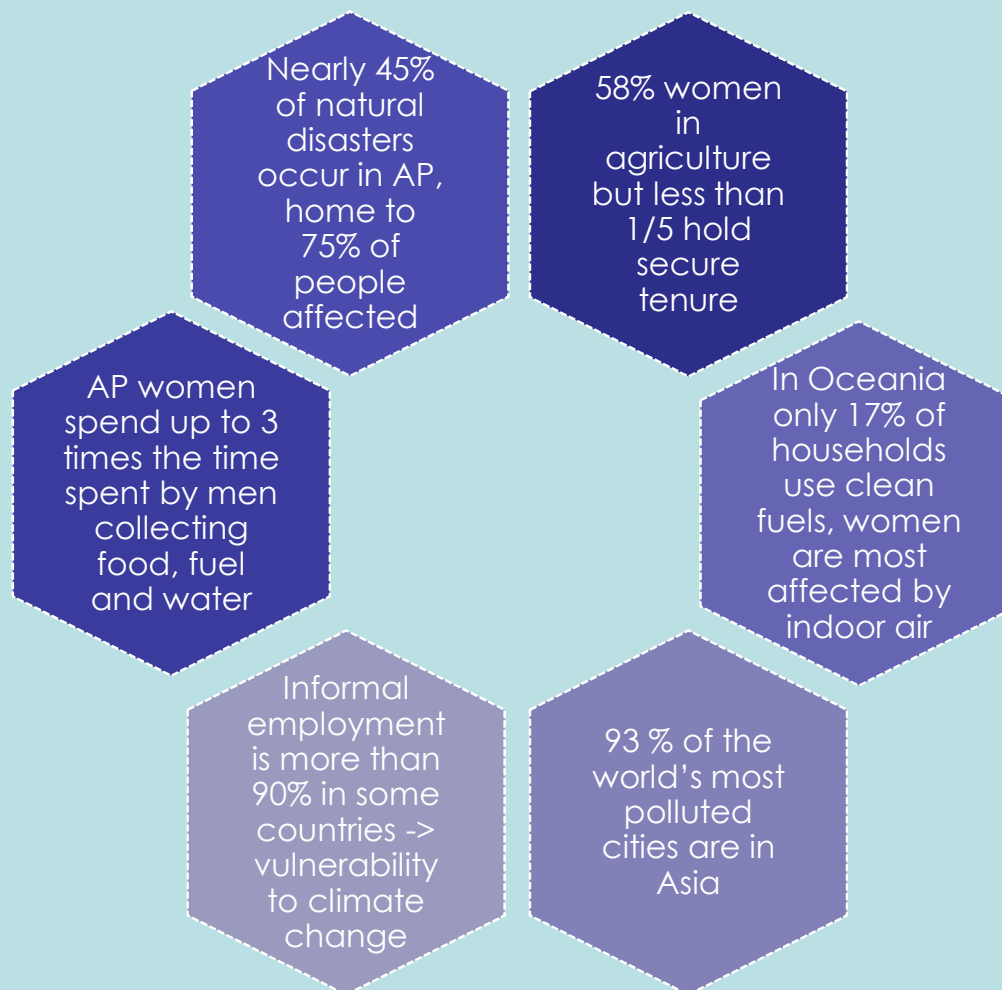 Nearly 45%
of natural
disasters
occur in AP,
home to
75% of
people
affected
58% women
in
agriculture
but less than
1/5 hold
secure
tenure
AP women
spend up to 3
times the time
spent by men
collecting
food, fuel
and water
In Oceania
only 17% of
households
use clean
fuels, women
are most
affected by
indoor air
Informal
employment
is more than
90% in some
countries ->
vulnerability
to climate
change
93 % of the
world’s most
polluted
cities are in
Asia